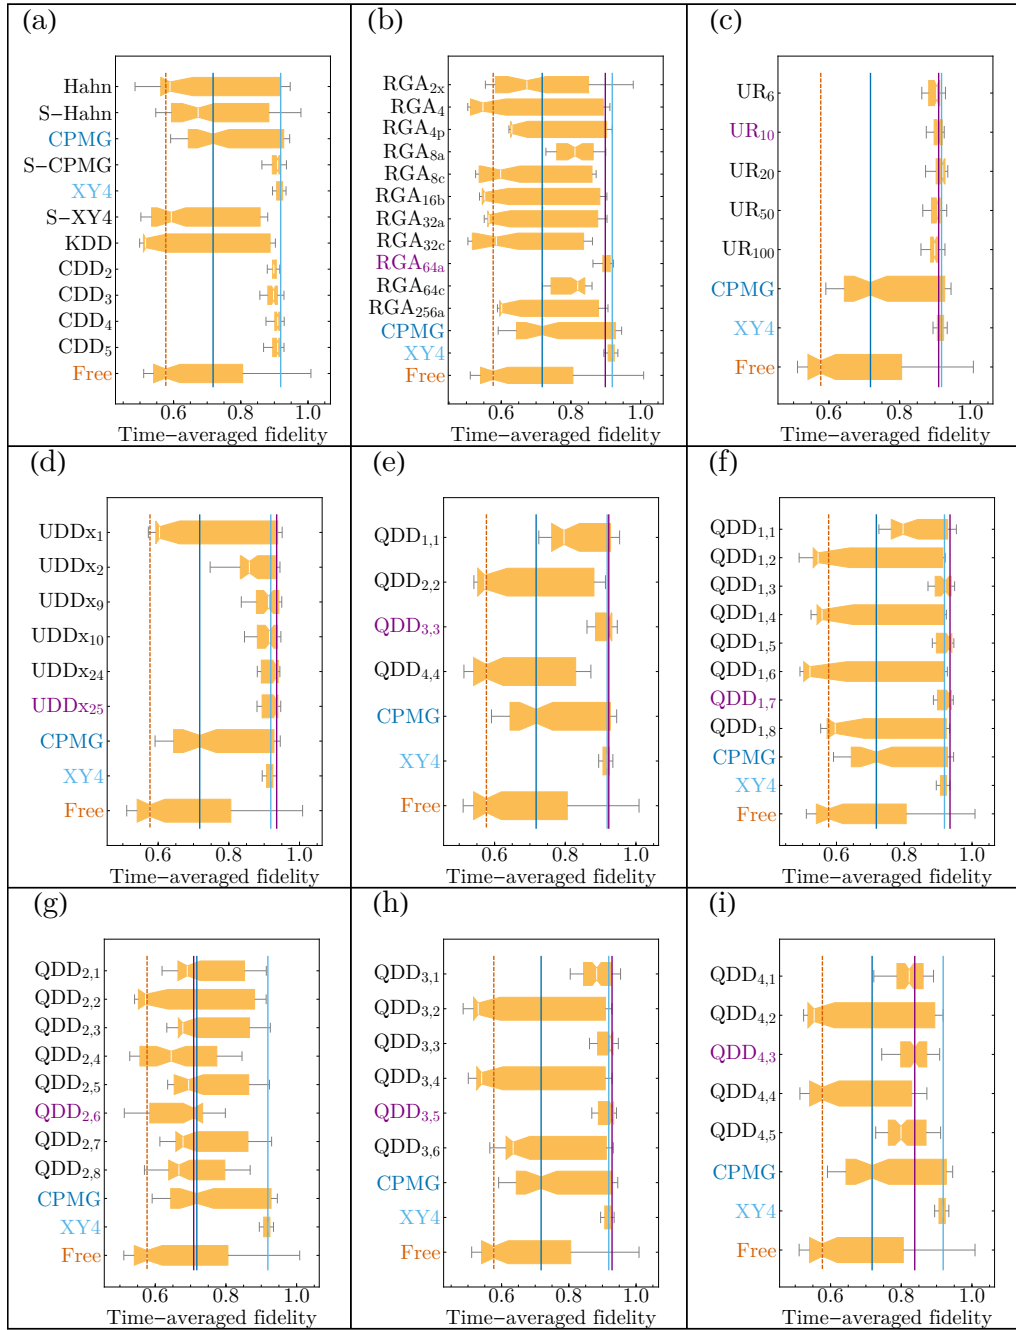 (a)
Hahn
S−Hahn
CPMG
S−CPMG
XY4
S−XY4
KDD
CDD₂
CDD₃
CDD₄
CDD₅
Free
0.6 0.8 1.0
Time−averaged fidelity
(b)
RGA₂ₓ
RGA₄
RGA₄ₚ
RGA₈ₐ
RGA₈c
RGA₁₆b
RGA₃₂ₐ
RGA₃₂c
RGA₆₄ₐ
RGA₆₄c
RGA₂₅₆ₐ
CPMG
XY4
Free
0.6 0.8 1.0
Time−averaged fidelity
(c)
UR₆
UR₁₀
UR₂₀
UR₅₀
UR₁₀₀
CPMG
XY4
Free
0.6 0.8 1.0
Time−averaged fidelity
(d)
UDDx₁
UDDx₂
UDDx₉
UDDx₁₀
UDDx₂₄
UDDx₂₅
CPMG
XY4
Free
0.6 0.8 1.0
Time−averaged fidelity
(e)
QDD₁,₁
QDD₂,₂
QDD₃,₃
QDD₄,₄
CPMG
XY4
Free
0.6 0.8 1.0
Time−averaged fidelity
(f)
QDD₁,₁
QDD₁,₂
QDD₁,₃
QDD₁,₄
QDD₁,₅
QDD₁,₆
QDD₁,₇
QDD₁,₈
CPMG
XY4
Free
0.6 0.8 1.0
Time−averaged fidelity
(g)
QDD₂,₁
QDD₂,₂
QDD₂,₃
QDD₂,₄
QDD₂,₅
QDD₂,₆
QDD₂,₇
QDD₂,₈
CPMG
XY4
Free
0.6 0.8 1.0
Time−averaged fidelity
(h)
QDD₃,₁
QDD₃,₂
QDD₃,₃
QDD₃,₄
QDD₃,₅
QDD₃,₆
CPMG
XY4
Free
0.6 0.8 1.0
Time−averaged fidelity
(i)
QDD₄,₁
QDD₄,₂
QDD₄,₃
QDD₄,₄
QDD₄,₅
CPMG
XY4
Free
0.6 0.8 1.0
Time−averaged fidelity